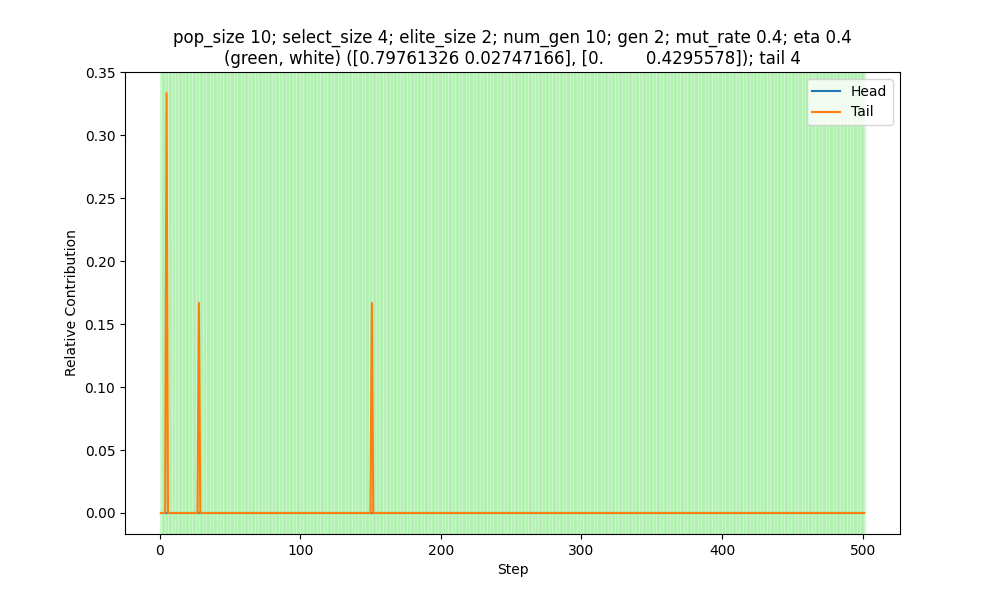 pop_size 10; select_size 4; elite_size 2; num_gen 10; gen 2; mut_rate 0.4; eta 0.4
(green, white) ([0.79761326 0.02747166], [0.        0.4295578]); tail 4
Head
Tail
0.35
0.30
0.25
0.20
0.15
0.10
0.05
0.00
Relative Contribution
0
100
200
300
400
500
Step